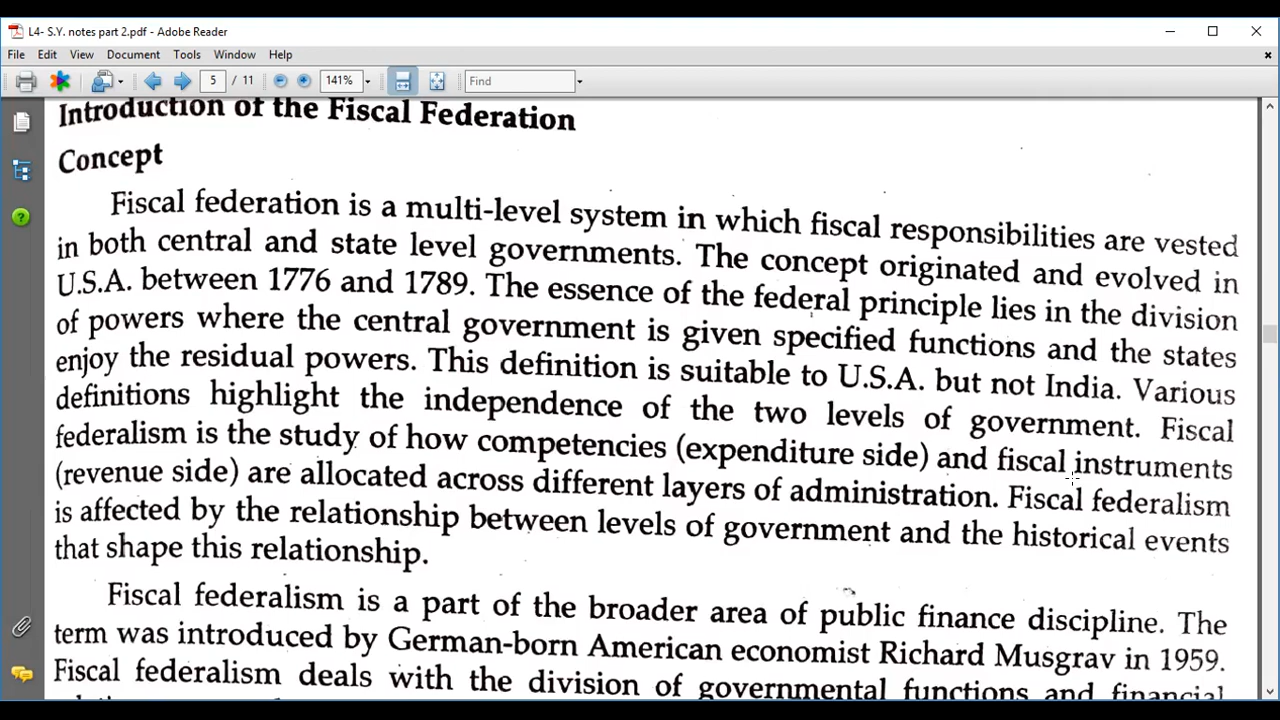 L4- S.Y. notes part 2.pdf - Adobe Reader
File Edit View Document Tools Window Help
5 / 11 141% Find
Introduction of the Fiscal Federation
Concept
Fiscal federation is a multi-level system in which fiscal responsibilities are vested
in both central and state level governments. The concept originated and evolved in
U.S.A. between 1776 and 1789. The essence of the federal principle lies in the division
of powers where the central government is given specified functions and the states
enjoy the residual powers. This definition is suitable to U.S.A. but not India. Various
definitions highlight the independence of the two levels of government. Fiscal
federalism is the study of how competencies (expenditure side) and fiscal instruments
(revenue side) are allocated across different layers of administration. Fiscal federalism
is affected by the relationship between levels of government and the historical events
that shape this relationship.
Fiscal federalism is a part of the broader area of public finance discipline. The
term was introduced by German-born American economist Richard Musgrav in 1959.
Fiscal federalism deals with the division of governmental functions and financial